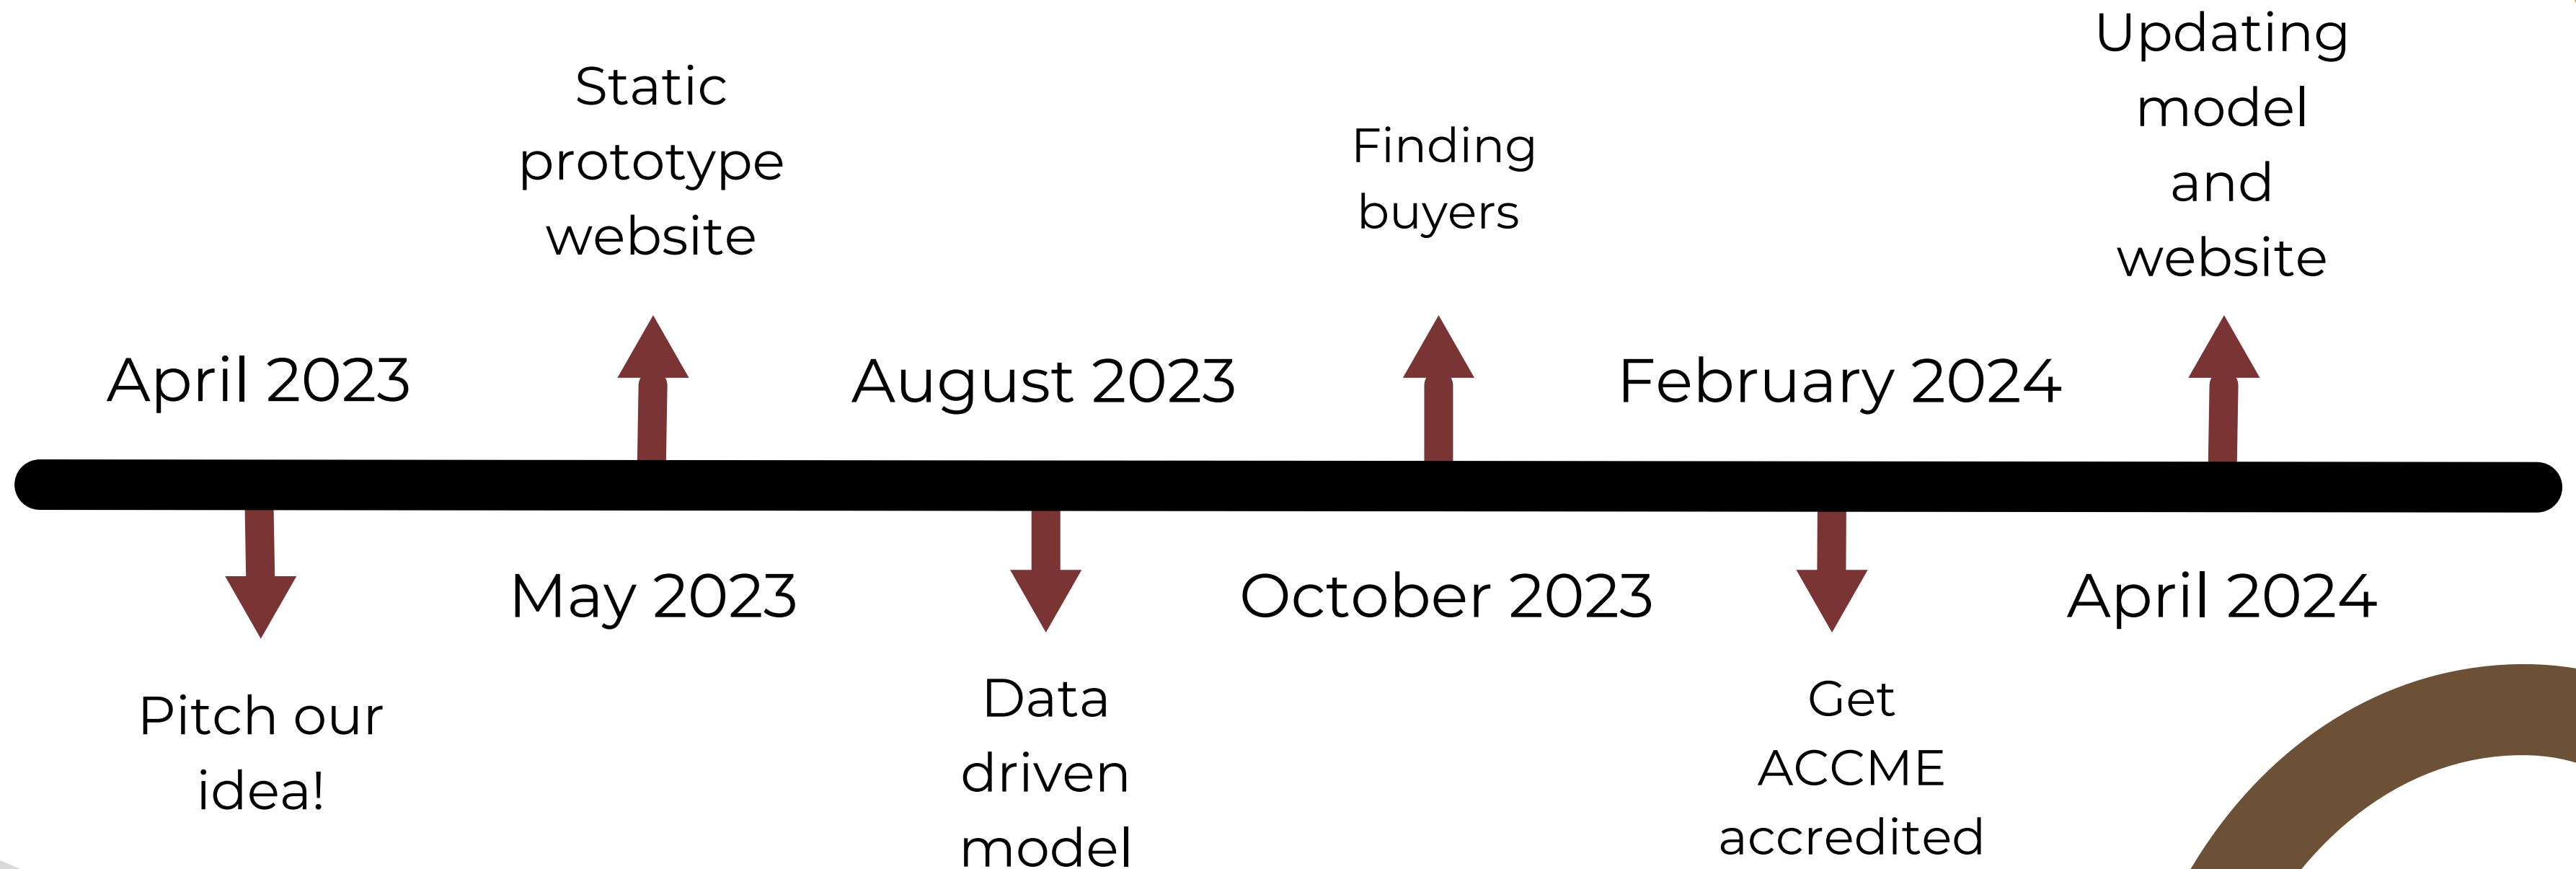 April 2023
Pitch our
idea!
Static
prototype
website
May 2023
August 2023
Data
driven
model
Finding
buyers
October 2023
February 2024
Get
ACCME
accredited
Updating
model
and
website
April 2024